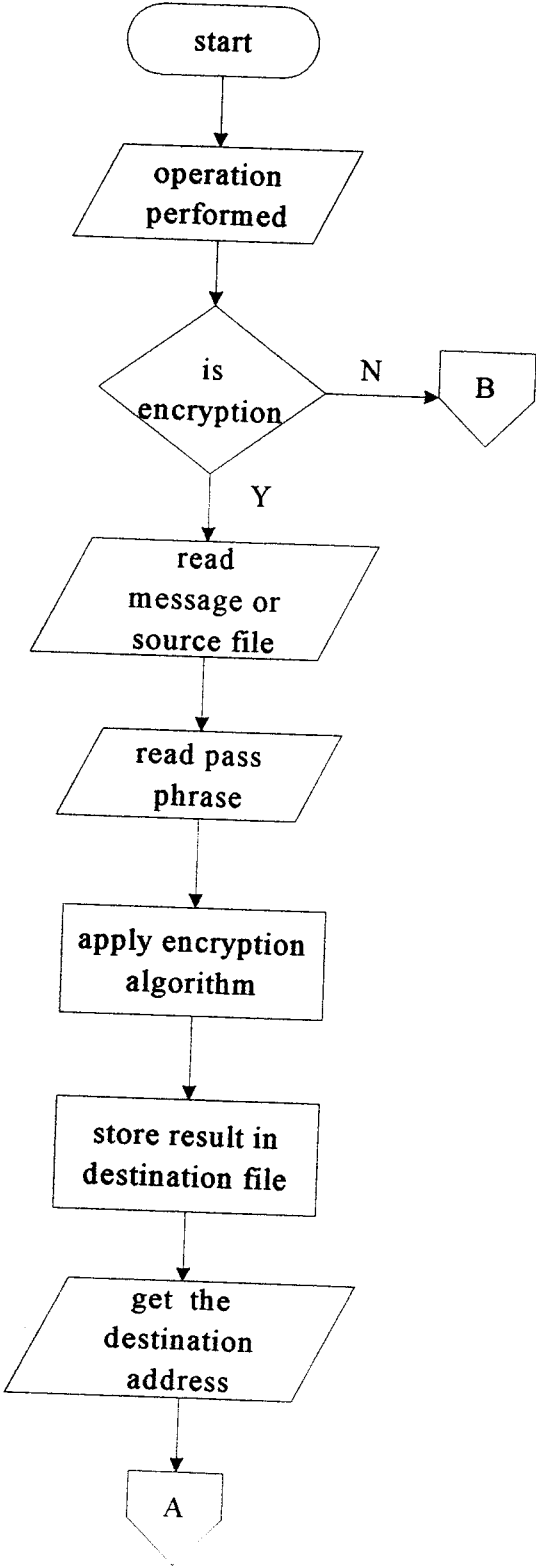 start
operation
performed
is
encryption
N
B
Y
read
message or
source file
read pass
phrase
apply encryption
algorithm
store result in
destination file
get the
destination
address
A